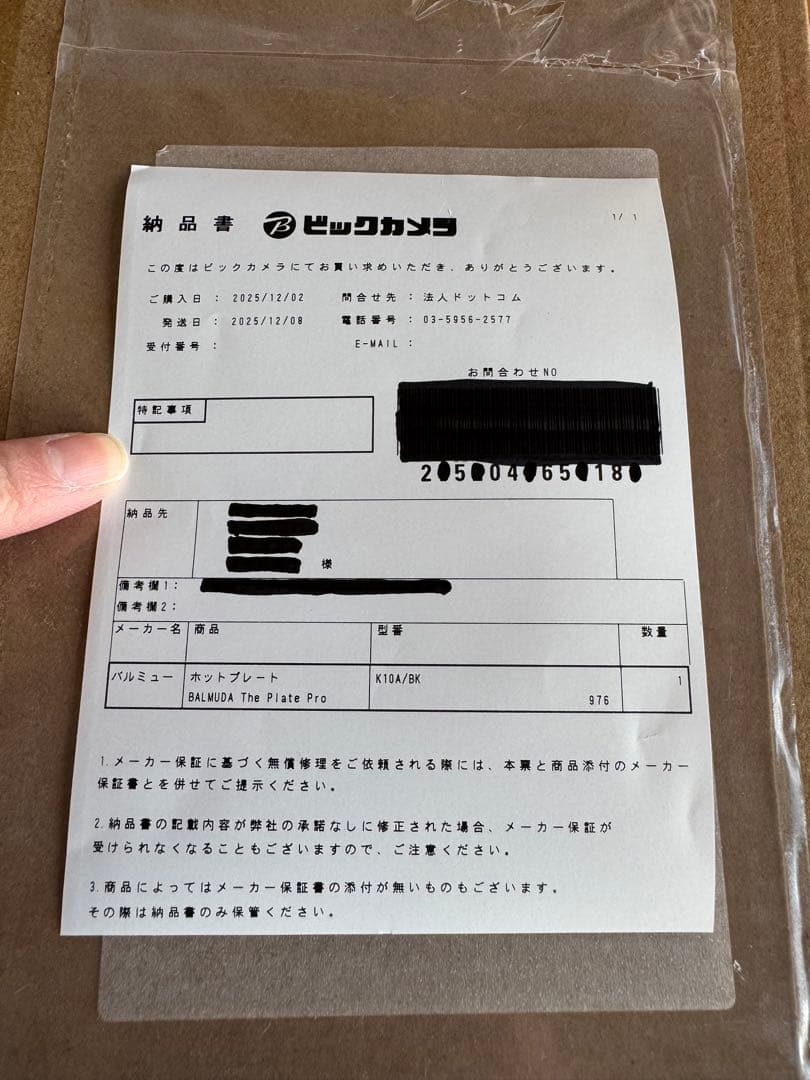 納品書 ビックカメラ 1/ 1
この度はビックカメラにてお買い求めいただき、ありがとうございます。
ご購入日 : 2025/12/02 問合せ先 : 法人ドットコム
発送日 : 2025/12/08 電話番号 : 03-5956-2577
受付番号 : E-MAIL :
お問合わせNO
特記事項
納品先
様
備考欄1:
備考欄2:
メーカー名 商品 型番 数量
バルミュー ホットプレート K10A/BK 1
BALMUDA The Plate Pro 976
1.メーカー保証に基づく無償修理をご依頼される際には、本票と商品添付のメーカー
保証書とを併せてご提示ください。
2.納品書の記載内容が弊社の承諾なしに修正された場合、メーカー保証が
受けられなくなることもございますので、ご注意ください。
3.商品によってはメーカー保証書の添付が無いものもございます。
その際は納品書のみ保管ください。